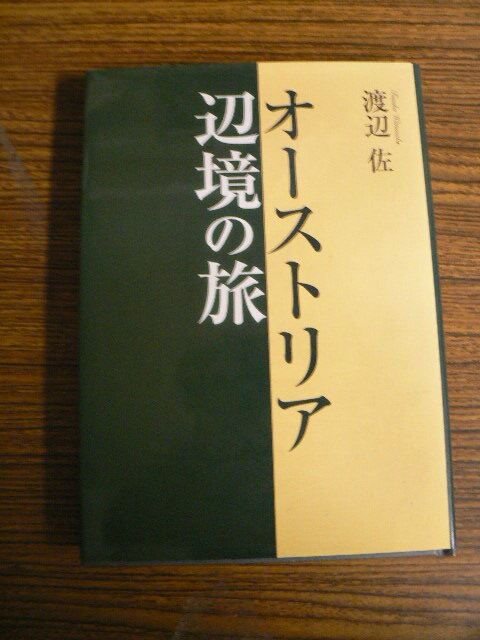 渡辺 佐
オーストリア
辺境の旅